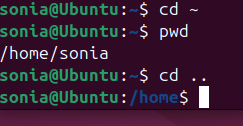 sonia@Ubuntu:~$ cd ~
sonia@Ubuntu:~$ pwd
/home/sonia
sonia@Ubuntu:~$ cd ..
sonia@Ubuntu:/home$